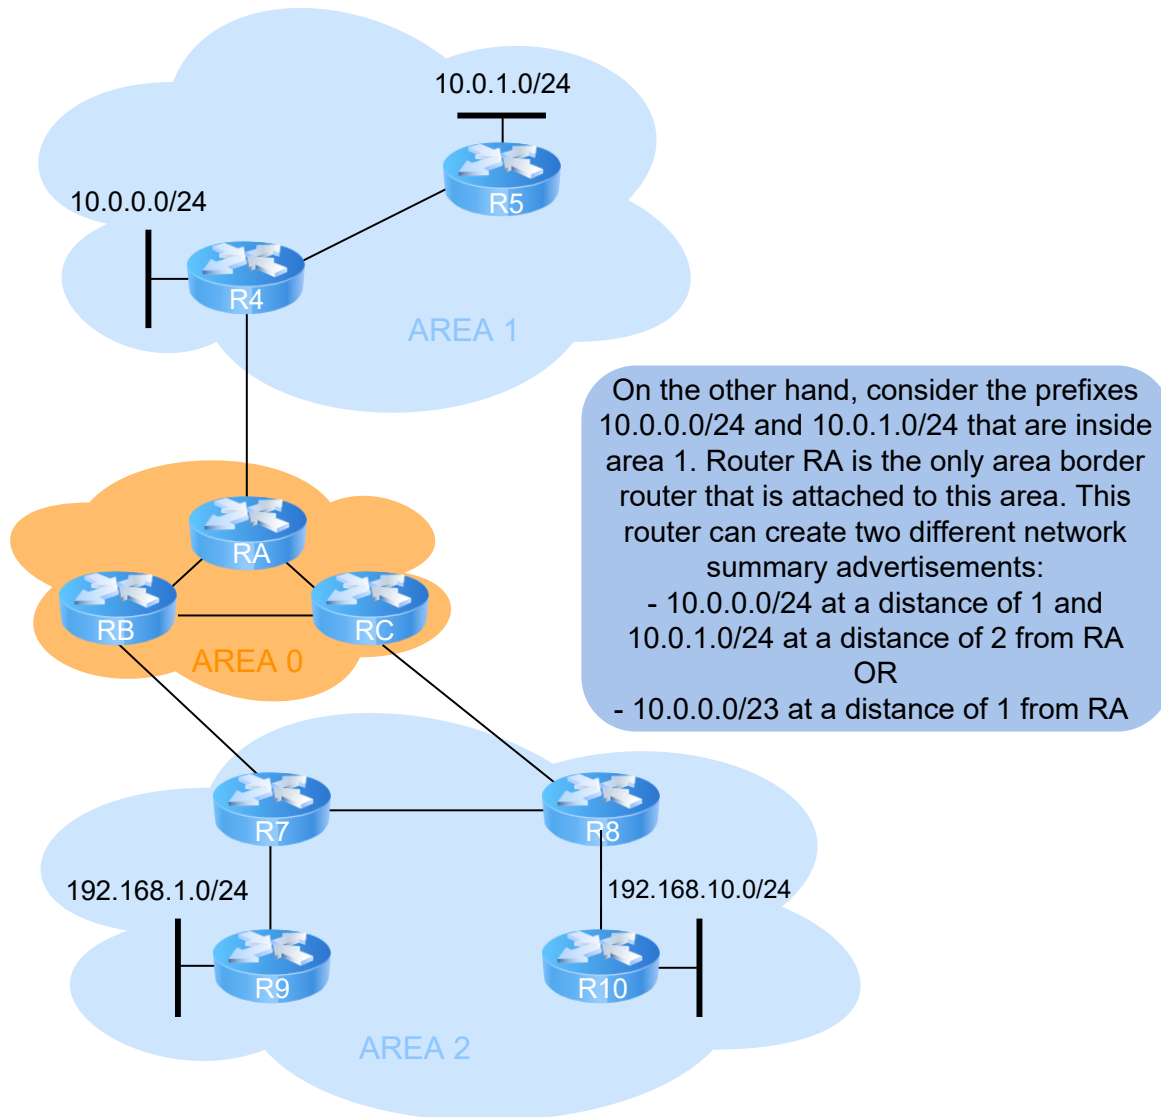 10.0.1.0/24
R5
10.0.0.0/24
R4
AREA 1
On the other hand, consider the prefixes
10.0.0.0/24 and 10.0.1.0/24 that are inside
area 1. Router RA is the only area border
router that is attached to this area. This
router can create two different network
summary advertisements:
- 10.0.0.0/24 at a distance of 1 and
10.0.1.0/24 at a distance of 2 from RA
OR
- 10.0.0.0/23 at a distance of 1 from RA
RA
RB
RC
AREA 0
R7
R8
192.168.1.0/24
192.168.10.0/24
R9
R10
AREA 2